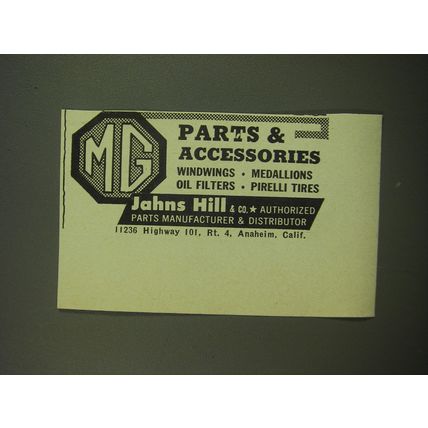 MG
PARTS &
ACCESSORIES
WINDWINGS • MEDALLIONS
OIL FILTERS • PIRELLI TIRES
Jahns Hill & CO. ★ AUTHORIZED
PARTS MANUFACTURER & DISTRIBUTOR
11236 Highway 101, Rt. 4, Anaheim, Calif.